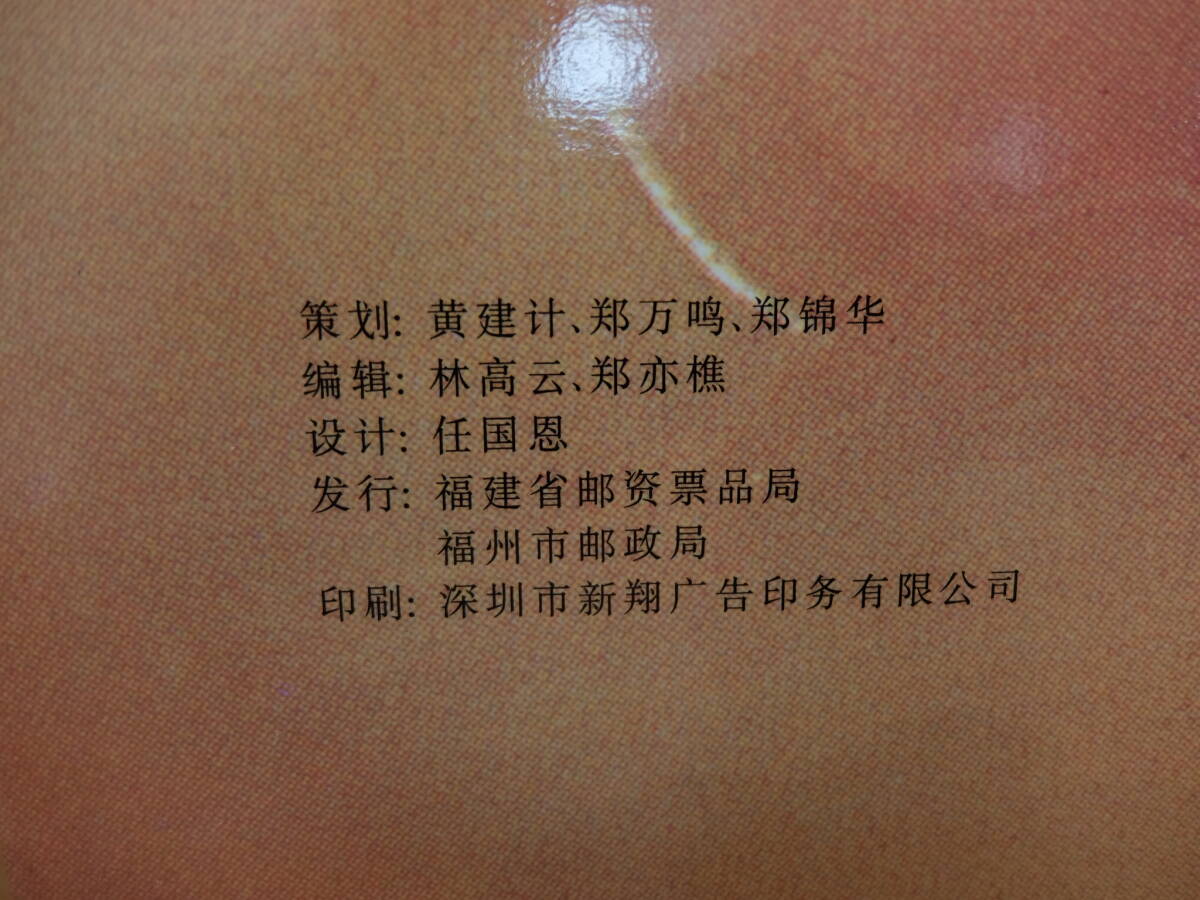 策划: 黄建计、郑万鸣、郑锦华
编辑: 林高云、郑亦樵
设计: 任国恩
发行: 福建省邮资票品局
福州市邮政局
印刷: 深圳市新翔广告印务有限公司